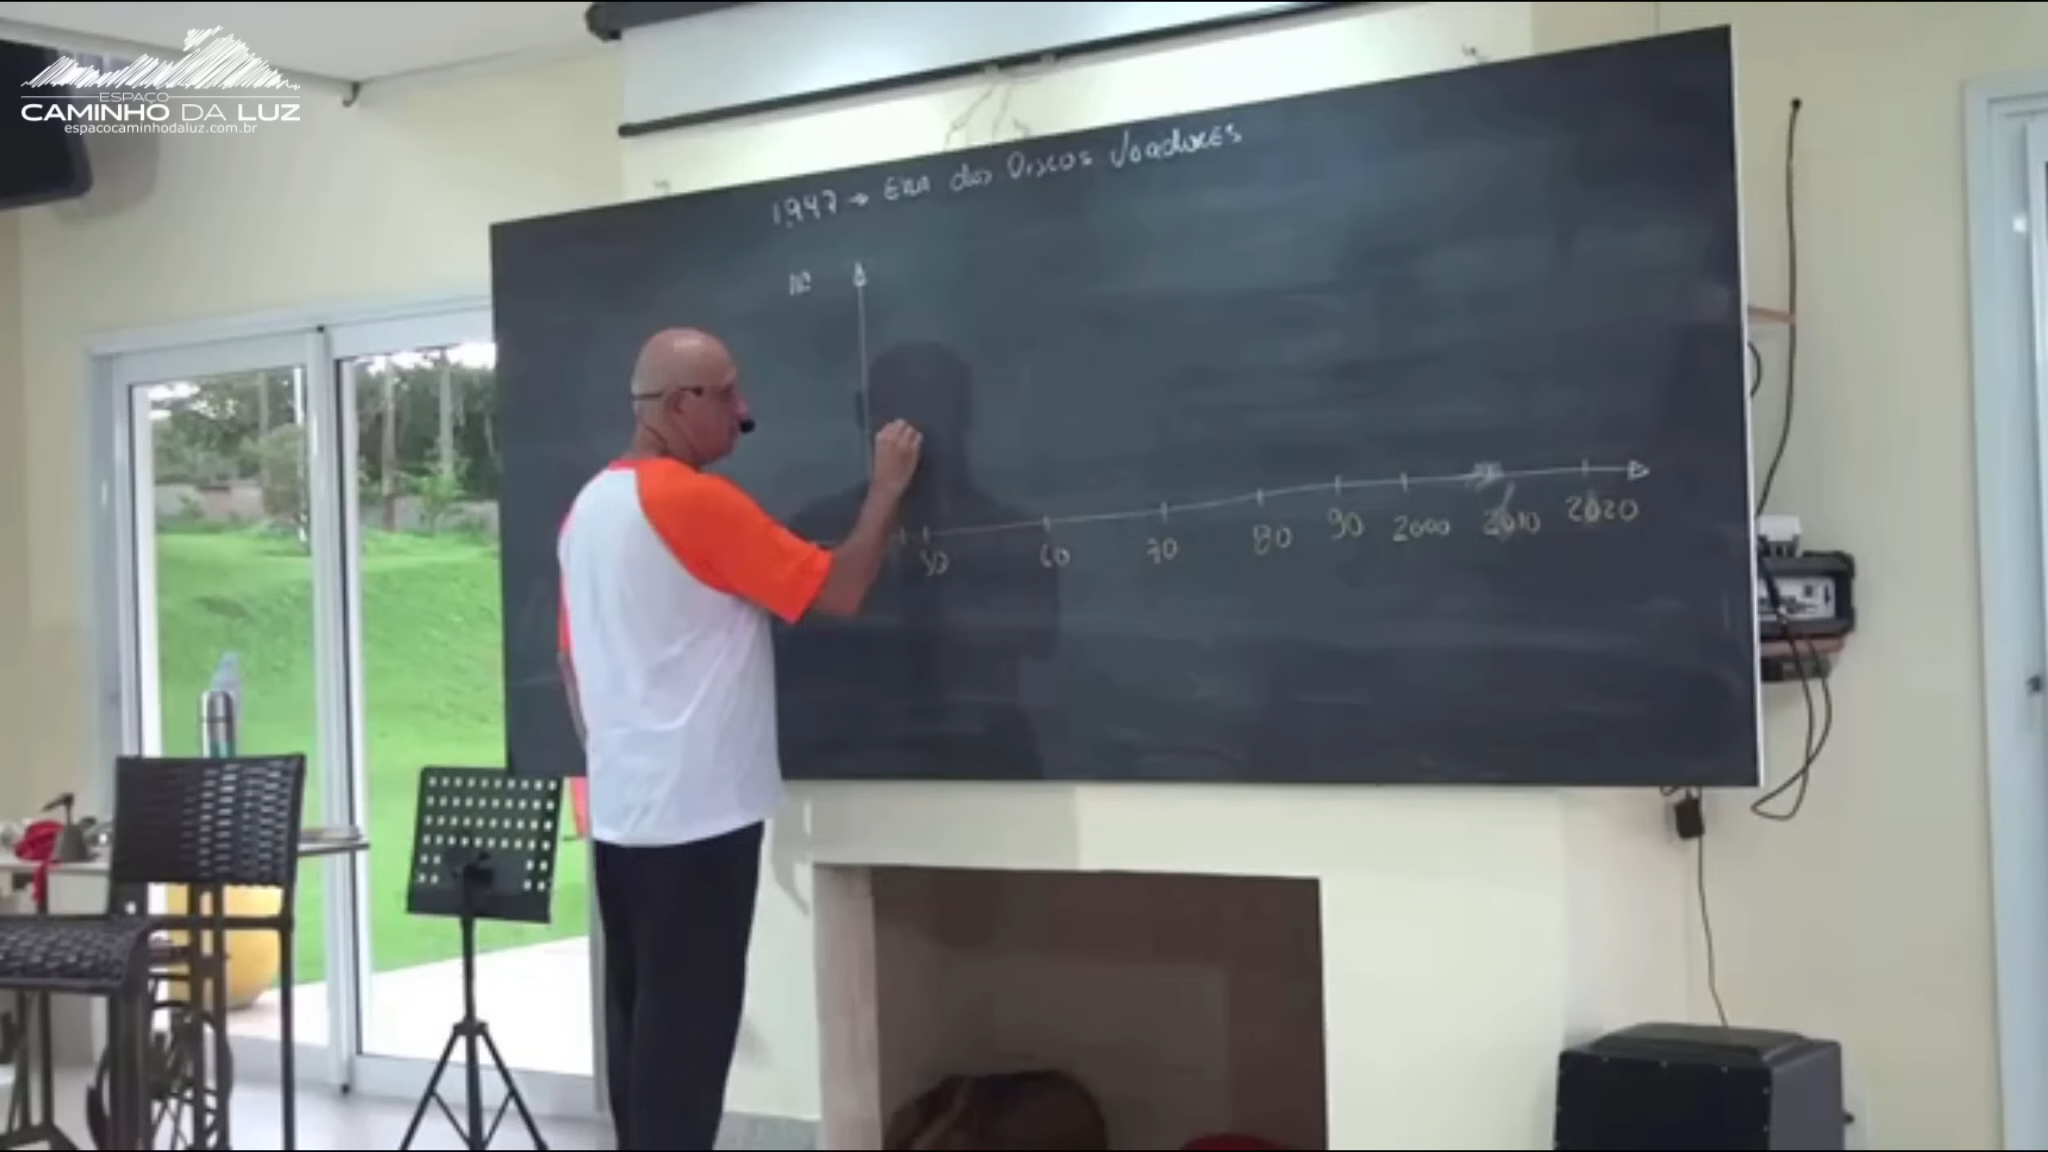 ESPAÇO
CAMINHO DA LUZ
espacocaminhodaluz.com.br
1947 → ERA dos Discos VoadorES
50 60 70 80 90 2000 2010 2020